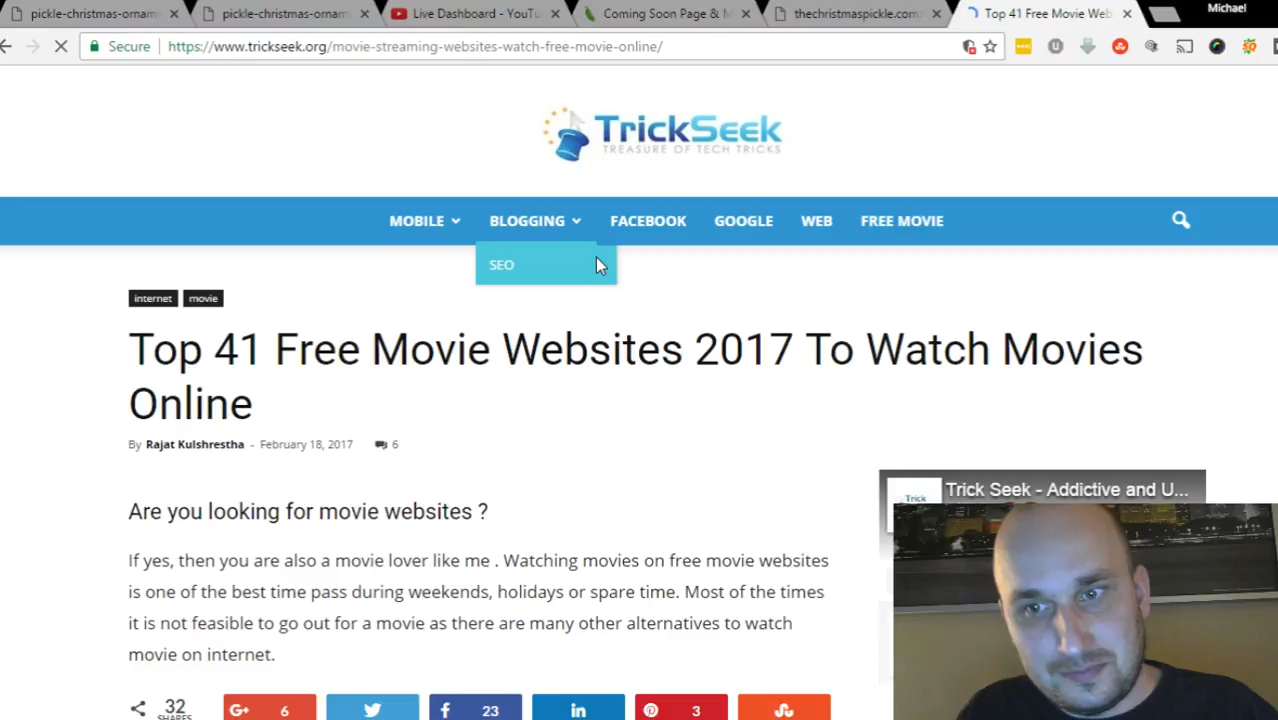 pickle-christmas-ornam
pickle-christmas-ornam
Live Dashboard - YouTu
Coming Soon Page & M
thechristmaspickle.com
Top 41 Free Movie Web
Michael
Secure
https://www.trickseek.org/movie-streaming-websites-watch-free-movie-online/
TrickSeek
TREASURE OF TECH TRICKS
MOBILE
BLOGGING
FACEBOOK
GOOGLE
WEB
FREE MOVIE
SEO
internet
movie
Top 41 Free Movie Websites 2017 To Watch Movies
Online
By Rajat Kulshrestha - February 18, 2017 6
Trick Seek - Addictive and U...
Trick
Are you looking for movie websites ?
If yes, then you are also a movie lover like me . Watching movies on free movie websites
is one of the best time pass during weekends, holidays or spare time. Most of the times
it is not feasible to go out for a movie as there are many other alternatives to watch
movie on internet.
32
SHARES
G+ 6
f 23
in
3